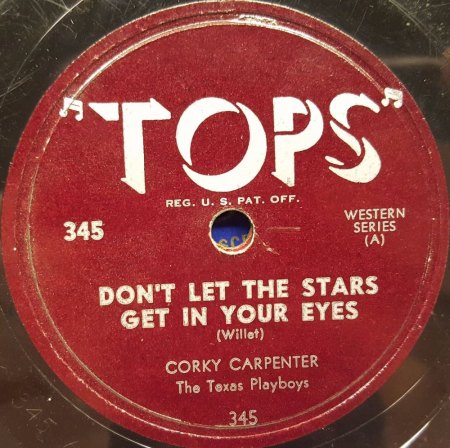 "TOPS"
REG. U. S. PAT. OFF.
345
WESTERN
SERIES
(A)
DON'T LET THE STARS
GET IN YOUR EYES
(Willet)
CORKY CARPENTER
The Texas Playboys
345